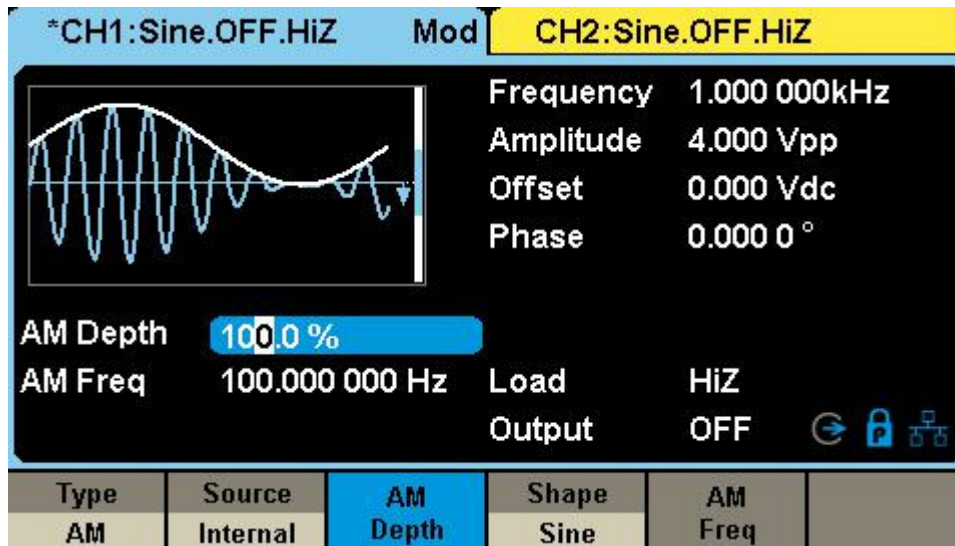 *CH1:Sine.OFF.HiZ Mod
CH2:Sine.OFF.HiZ
Frequency 1.000 000kHz
Amplitude 4.000 Vpp
Offset 0.000 Vdc
Phase 0.000 0 °
AM Depth 100.0 %
AM Freq 100.000 000 Hz
Load HiZ
Output OFF
P
Type
AM
Source
Internal
AM
Depth
Shape
Sine
AM
Freq